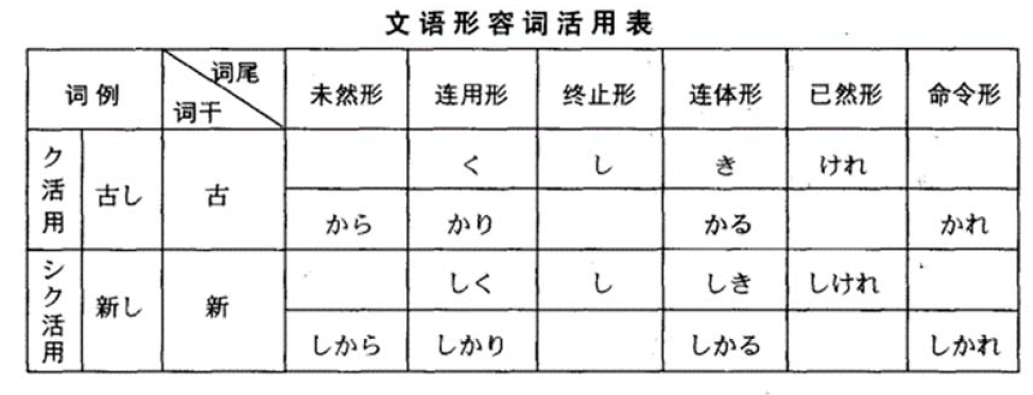 文语形容词活用表
词例 词尾 词干 未然形 连用形 终止形 连体形 已然形 命令形
ク活用 古し 古 く し き けれ
から かり かる かれ
シク活用 新し 新 しく し しき しけれ
しから しかり しかる しかれ